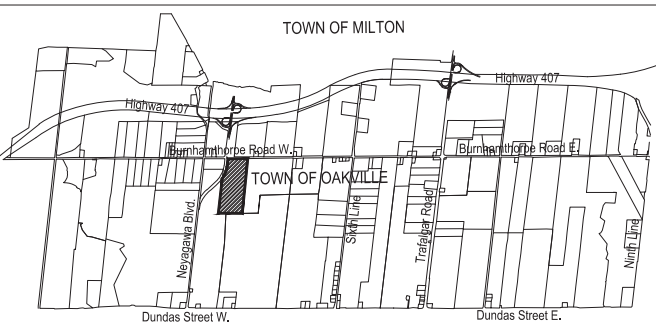 TOWN OF MILTON
Highway 407
Highway 407
Burnhamthorpe Road W.
Burnhamthorpe Road E.
TOWN OF OAKVILLE
Neyagawa Blvd.
Sixth Line
Trafalgar Road
Ninth Line
Dundas Street W.
Dundas Street E.